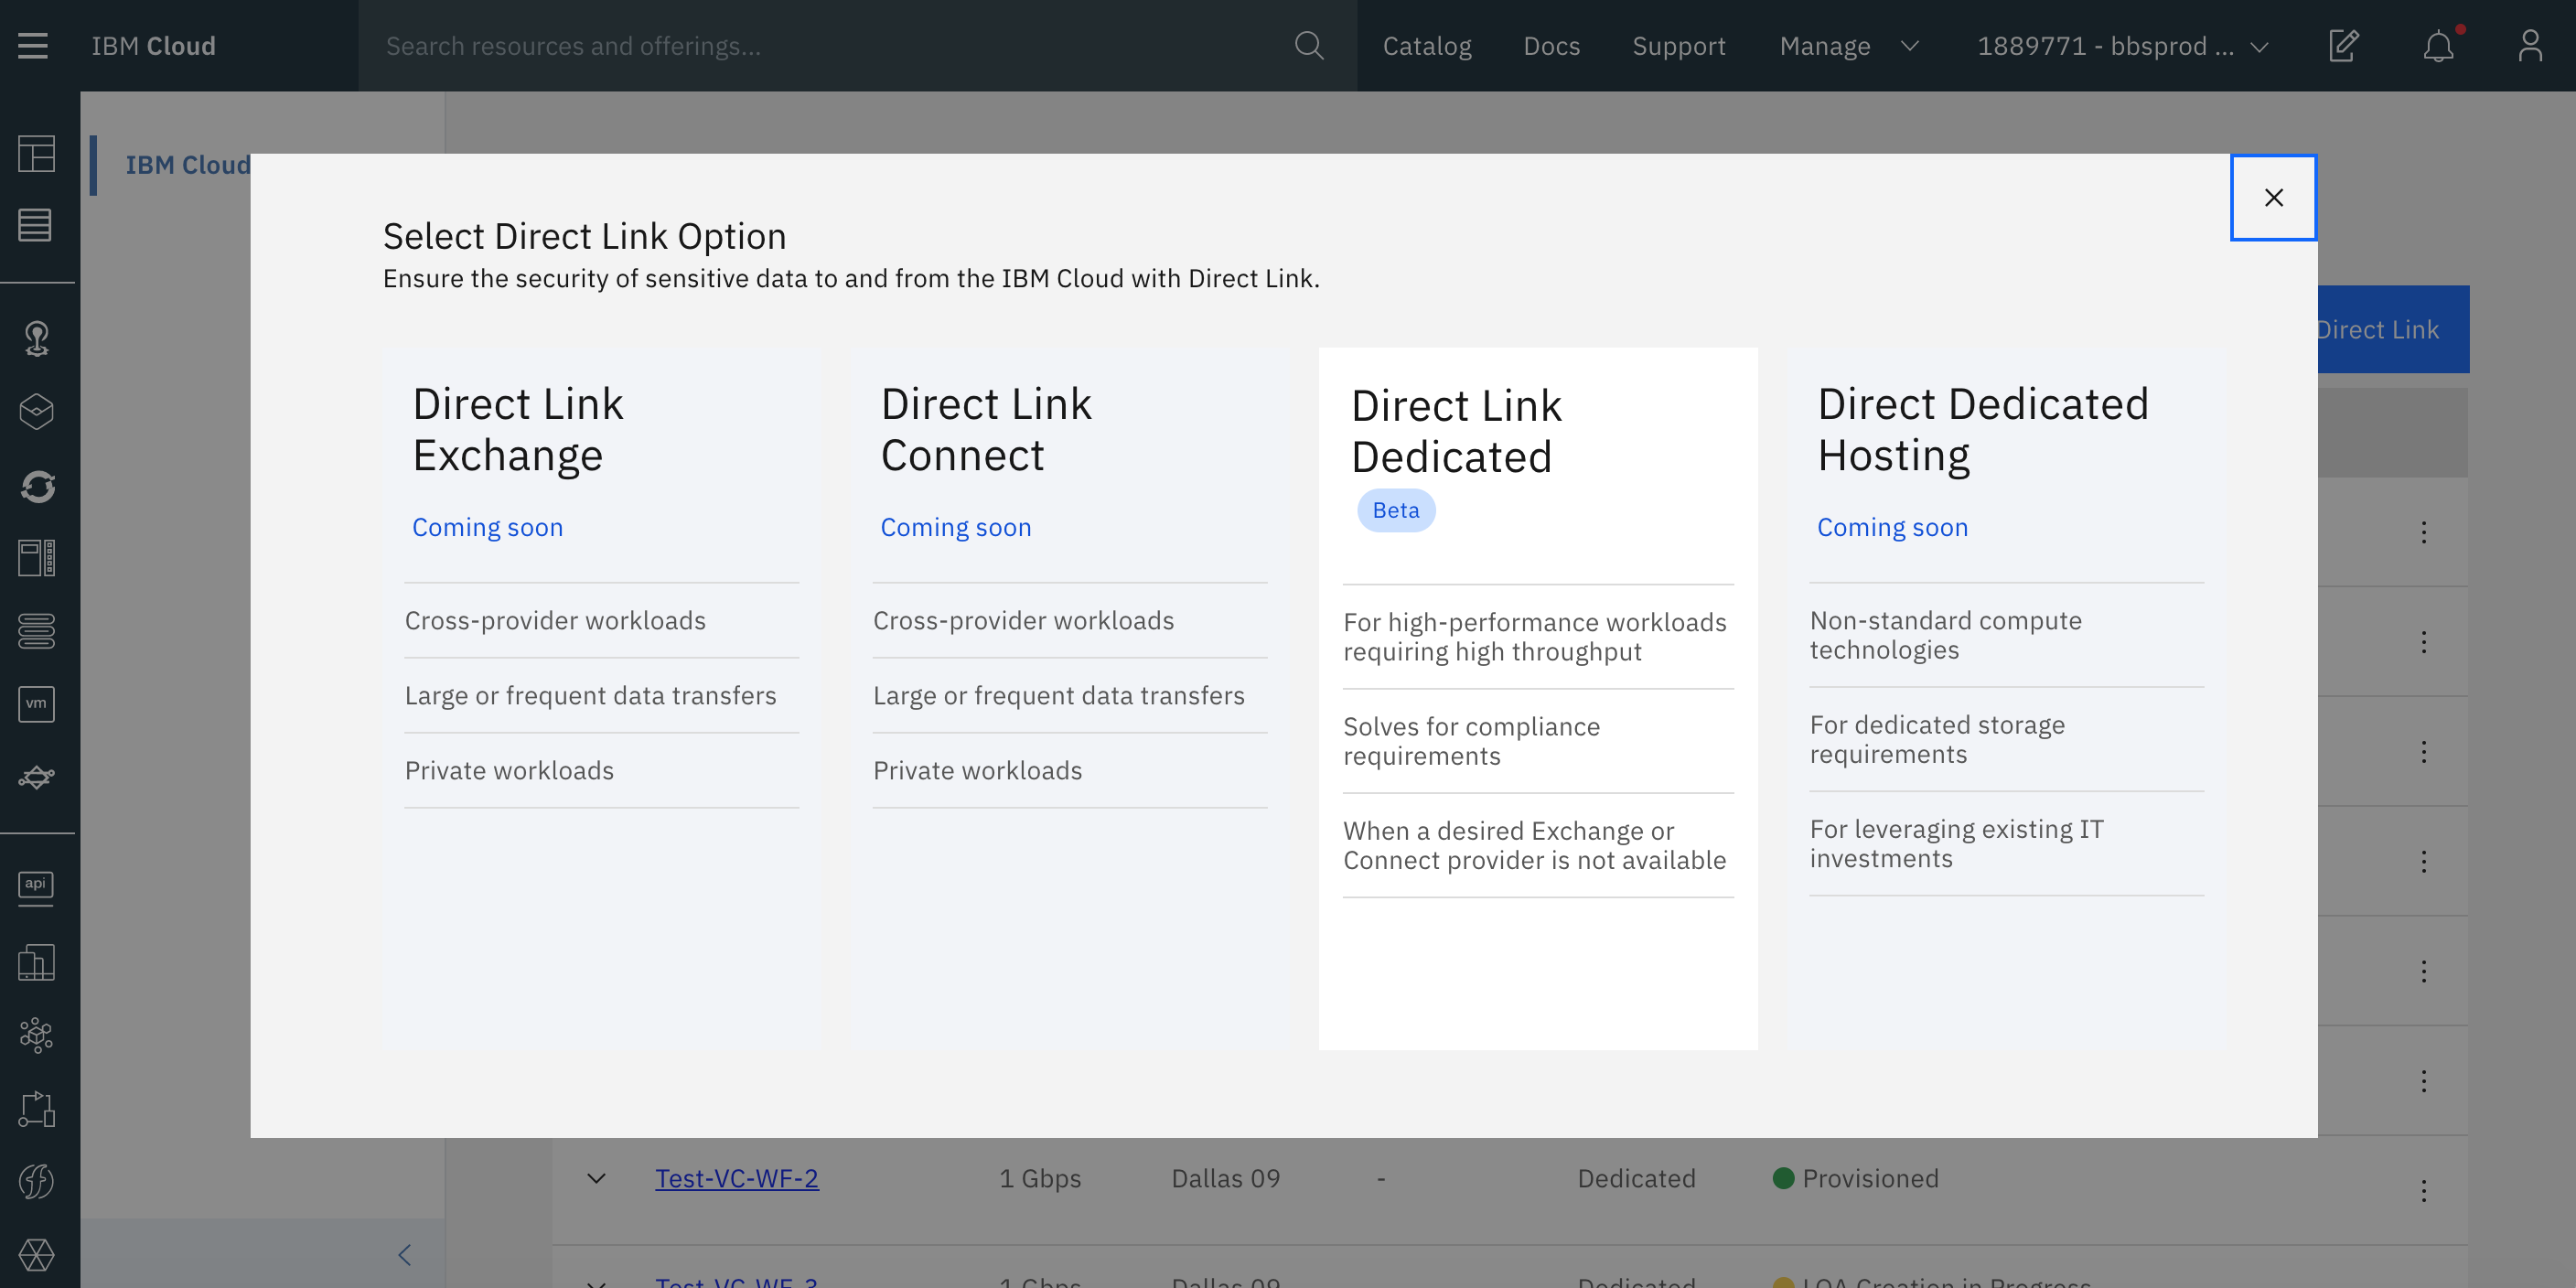 IBM Cloud
Search resources and offerings...
Catalog
Docs
Support
Manage
1889771 - bbsprod ...
IBM Cloud
Select Direct Link Option
Ensure the security of sensitive data to and from the IBM Cloud with Direct Link.
Direct Link
Direct Link
Exchange
Coming soon
Cross-provider workloads
Large or frequent data transfers
Private workloads
Direct Link
Connect
Coming soon
Cross-provider workloads
Large or frequent data transfers
Private workloads
Direct Link
Dedicated
Beta
For high-performance workloads
requiring high throughput
Solves for compliance
requirements
When a desired Exchange or
Connect provider is not available
Direct Dedicated
Hosting
Coming soon
Non-standard compute
technologies
For dedicated storage
requirements
For leveraging existing IT
investments
vm
api
Test-VC-WF-2
1 Gbps
Dallas 09
-
Dedicated
Provisioned
Test-VC-WF-3
1 Gbps
Dallas 09
Dedicated
LOA Creation in Progress